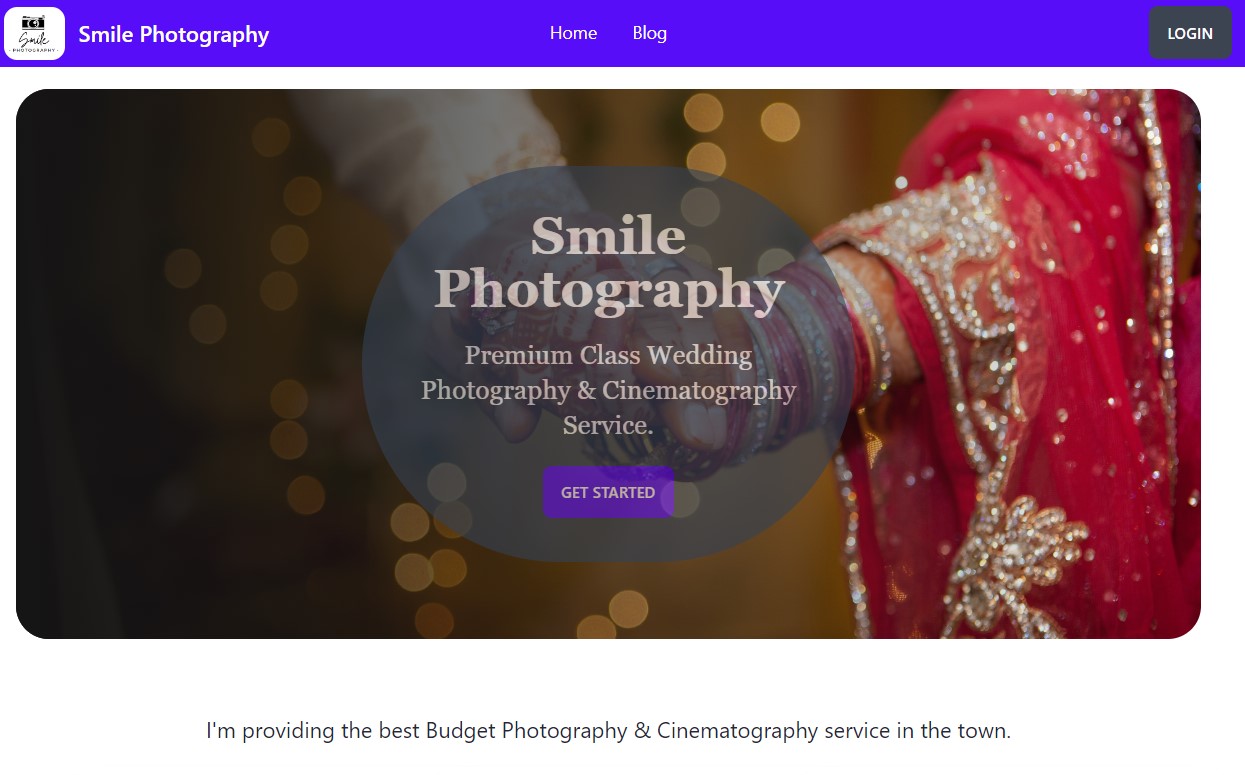 Smile
PHOTOGRAPHY
Smile Photography
Home
Blog
LOGIN
Smile
Photography
Premium Class Wedding
Photography & Cinematography
Service.
GET STARTED
I'm providing the best Budget Photography & Cinematography service in the town.